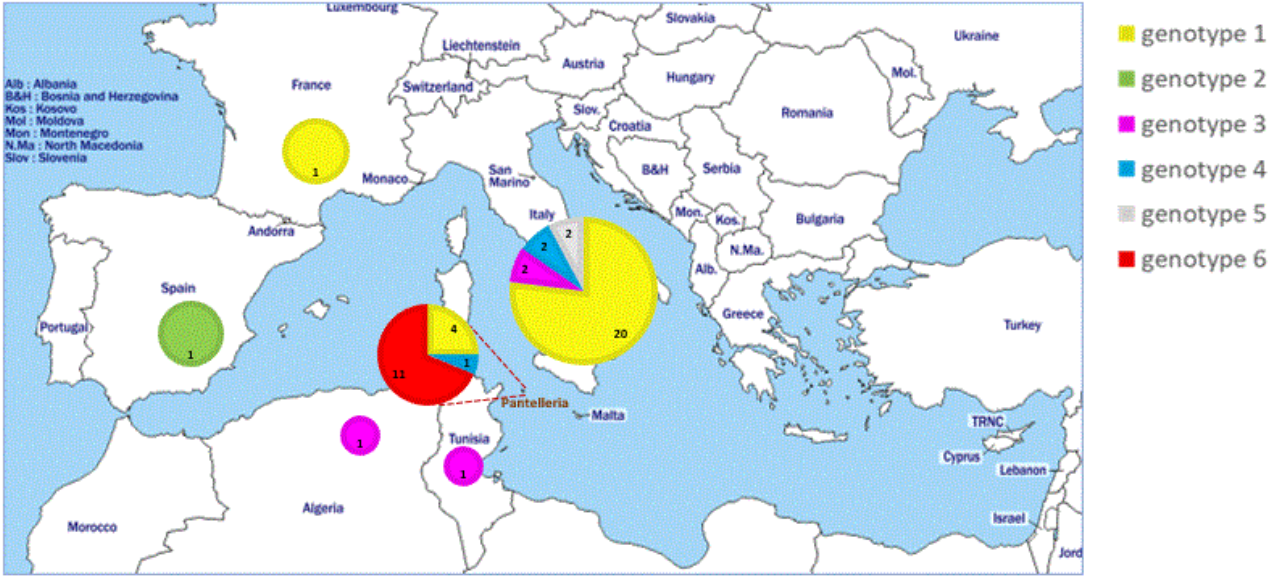 Luxembourg
Slovakia
Ukraine
Liechtenstein
Austria
Mol.
Hungary
France
Switzerland
Alb : Albania
B&H : Bosnia and Herzegovina
Kos : Kosovo
Mol : Moldova
Mon : Montenegro
N.Ma : North Macedonia
Slov : Slovenia
Slov.
Romania
Croatia
1
San
Marino
B&H
Serbia
Monaco
Italy
Mon.
Kos.
Bulgaria
Andorra
N.Ma.
Alb.
2
2
2
20
Spain
Greece
Portugal
Turkey
1
4
1
11
Pantelleria
Malta
TRNC
Cyprus
Lebanon
1
Tunisia
1
Algeria
Morocco
Israel
Jord
genotype 1
genotype 2
genotype 3
genotype 4
genotype 5
genotype 6